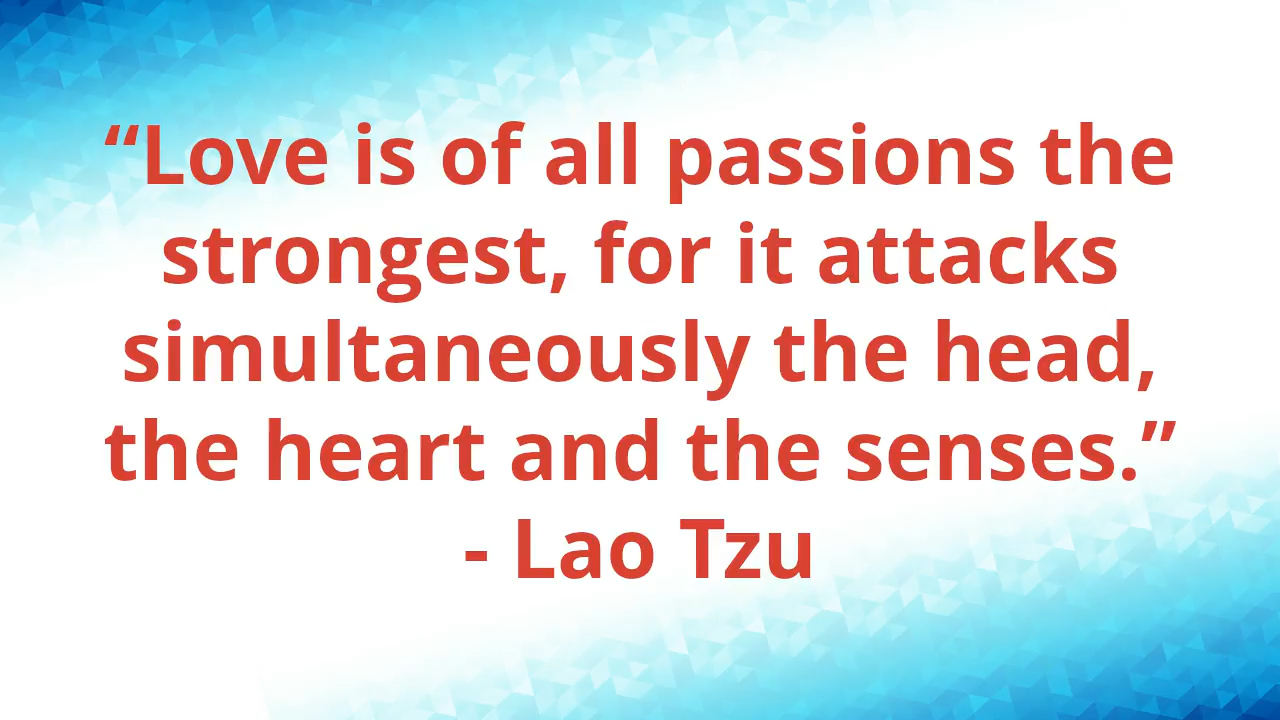 “Love is of all passions the
strongest, for it attacks
simultaneously the head,
the heart and the senses.”
- Lao Tzu